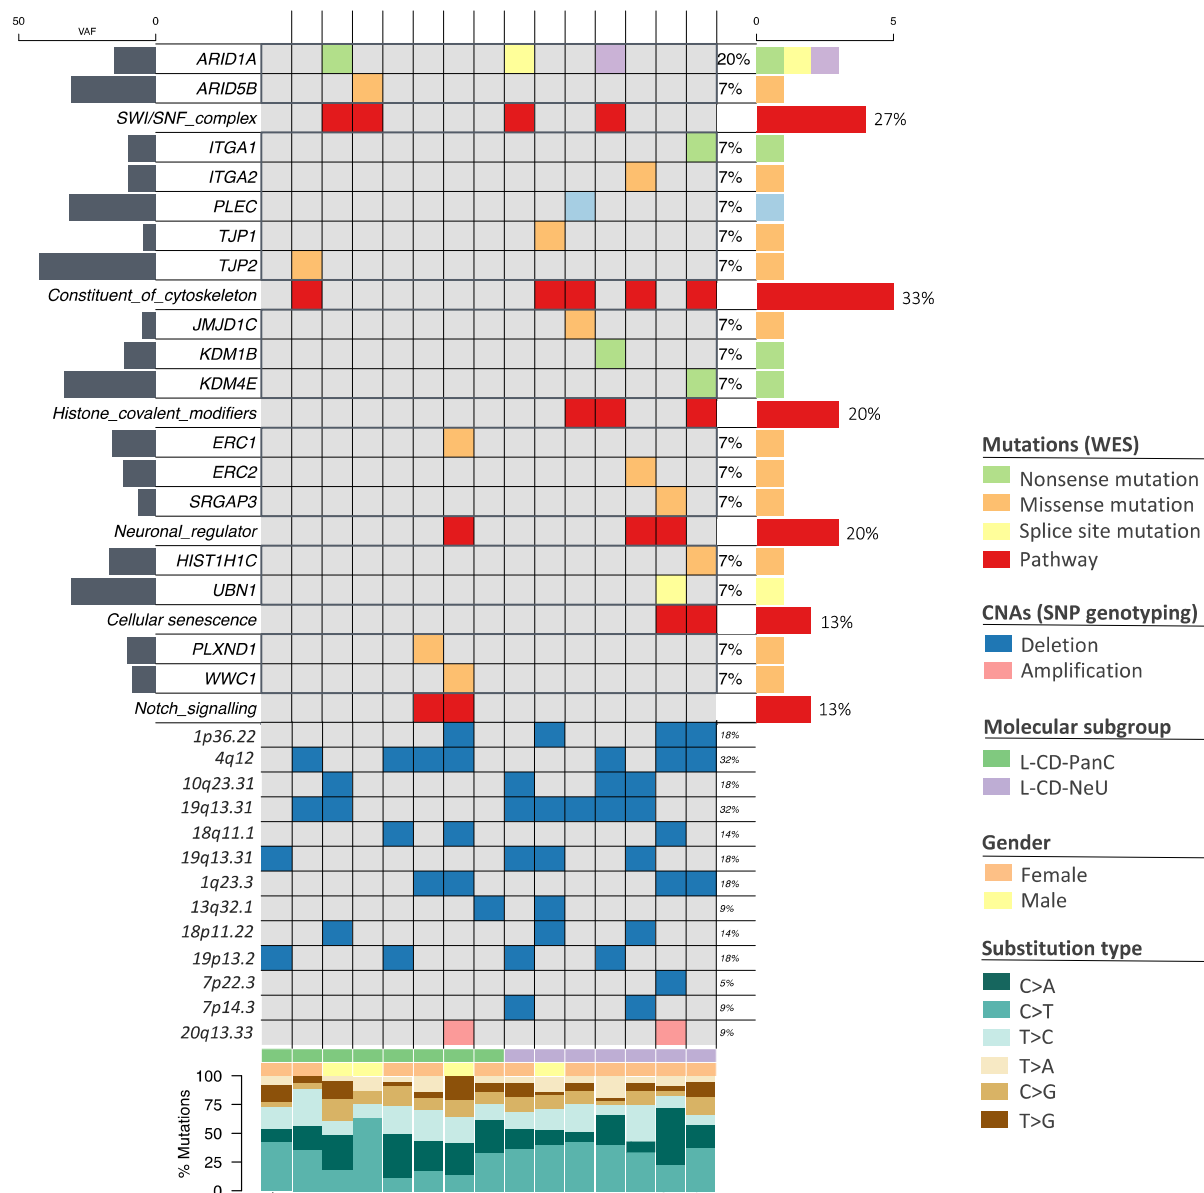 50 0 0 5
VAF
ARID1A 20%
ARID5B 7%
SWI/SNF_complex 27%
ITGA1 7%
ITGA2 7%
PLEC 7%
TJP1 7%
TJP2 7%
Constituent_of_cytoskeleton 33%
JMJD1C 7%
KDM1B 7%
KDM4E 7%
Histone_covalent_modifiers 20%
ERC1 7%
ERC2 7%
SRGAP3 7%
Neuronal_regulator 20%
HIST1H1C 7%
UBN1 7%
Cellular senescence 13%
PLXND1 7%
WWC1 7%
Notch_signalling 13%
1p36.22 18%
4q12 32%
10q23.31 18%
19q13.31 32%
18q11.1 14%
19q13.31 18%
1q23.3 18%
13q32.1 9%
18p11.22 14%
19p13.2 18%
7p22.3 5%
7p14.3 9%
20q13.33 9%
% Mutations
100
75
50
25
0
Mutations (WES)
Nonsense mutation
Missense mutation
Splice site mutation
Pathway
CNAs (SNP genotyping)
Deletion
Amplification
Molecular subgroup
L-CD-PanC
L-CD-NeU
Gender
Female
Male
Substitution type
C>A
C>T
T>C
T>A
C>G
T>G